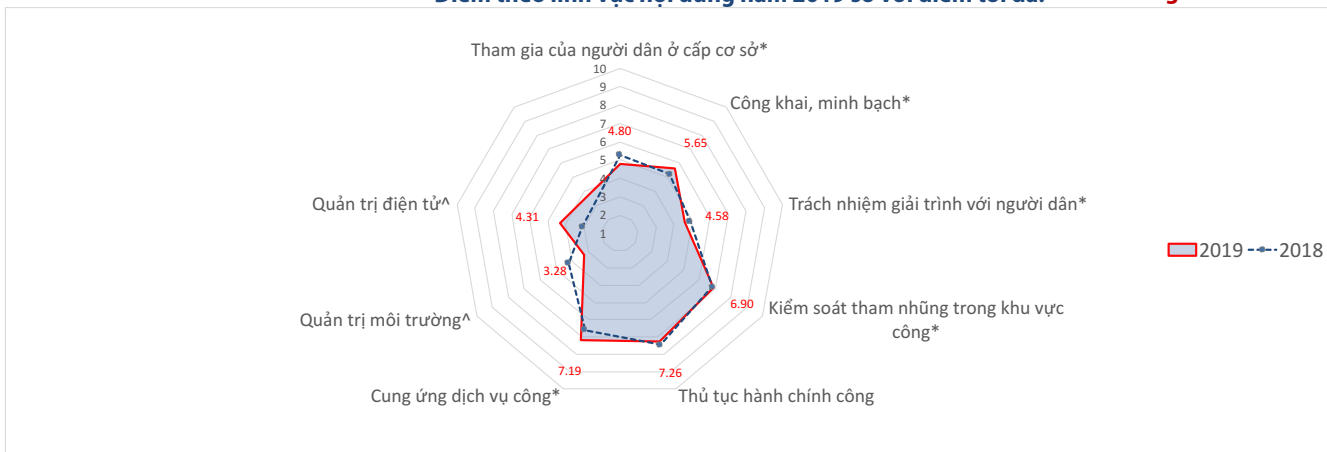 Tham gia của người dân ở cấp cơ sở*
10
9
8
7
6
5
4
3
2
1
4.80
Công khai, minh bạch*
5.65
Trách nhiệm giải trình với người dân*
4.58
Kiểm soát tham nhũng trong khu vực
công*
6.90
Thủ tục hành chính công
7.26
Cung ứng dịch vụ công*
7.19
Quản trị môi trường^
3.28
Quản trị điện tử^
4.31
2019
2018